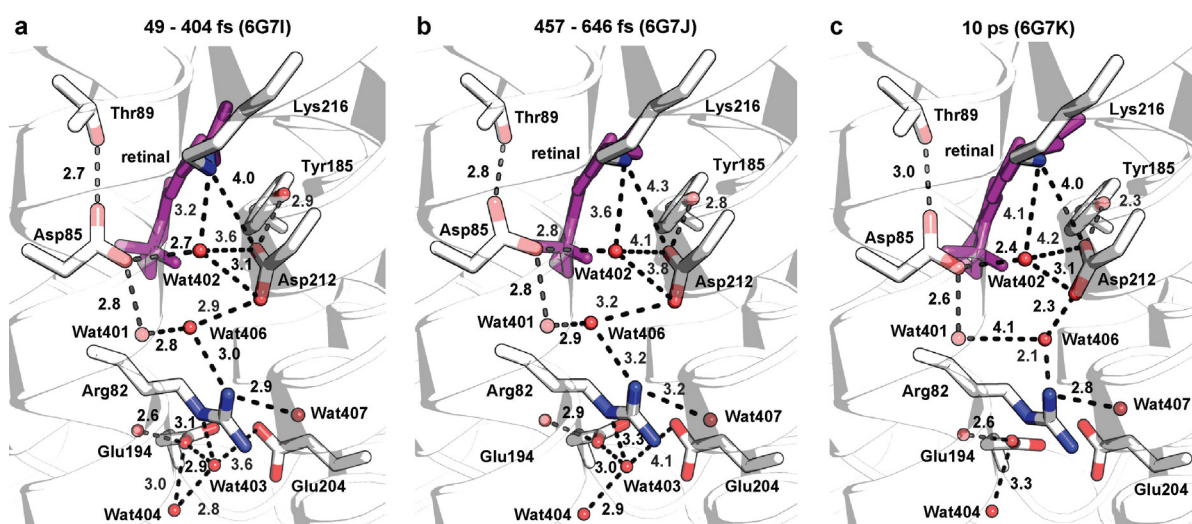 a 49 - 404 fs (6G7I)
Thr89
Lys216
retinal
2.7
Tyr185
4.0
2.9
3.2
Asp85
2.7
3.6
3.1
Wat402
Asp212
2.8
2.9
Wat401
2.8
Wat406
3.0
Arg82
2.9
2.6
3.1
Wat407
Glu194
2.9
3.6
Wat403
3.0
Glu204
2.8
Wat404
b 457 - 646 fs (6G7J)
Thr89
Lys216
retinal
2.8
Tyr185
4.3
2.8
3.6
Asp85
2.8
4.1
3.8
Wat402
Asp212
2.8
3.2
Wat401
2.9
Wat406
3.2
Arg82
3.2
2.9
3.3
Wat407
Glu194
3.0
4.1
Wat403
Glu204
2.9
Wat404
c 10 ps (6G7K)
Thr89
Lys216
retinal
3.0
Tyr185
4.0
2.3
4.1
Asp85
2.4
4.2
3.1
Wat402
Asp212
2.6
2.3
Wat401
4.1
Wat406
2.1
Arg82
2.8
2.6
Wat407
Glu194
3.3
Glu204
Wat404